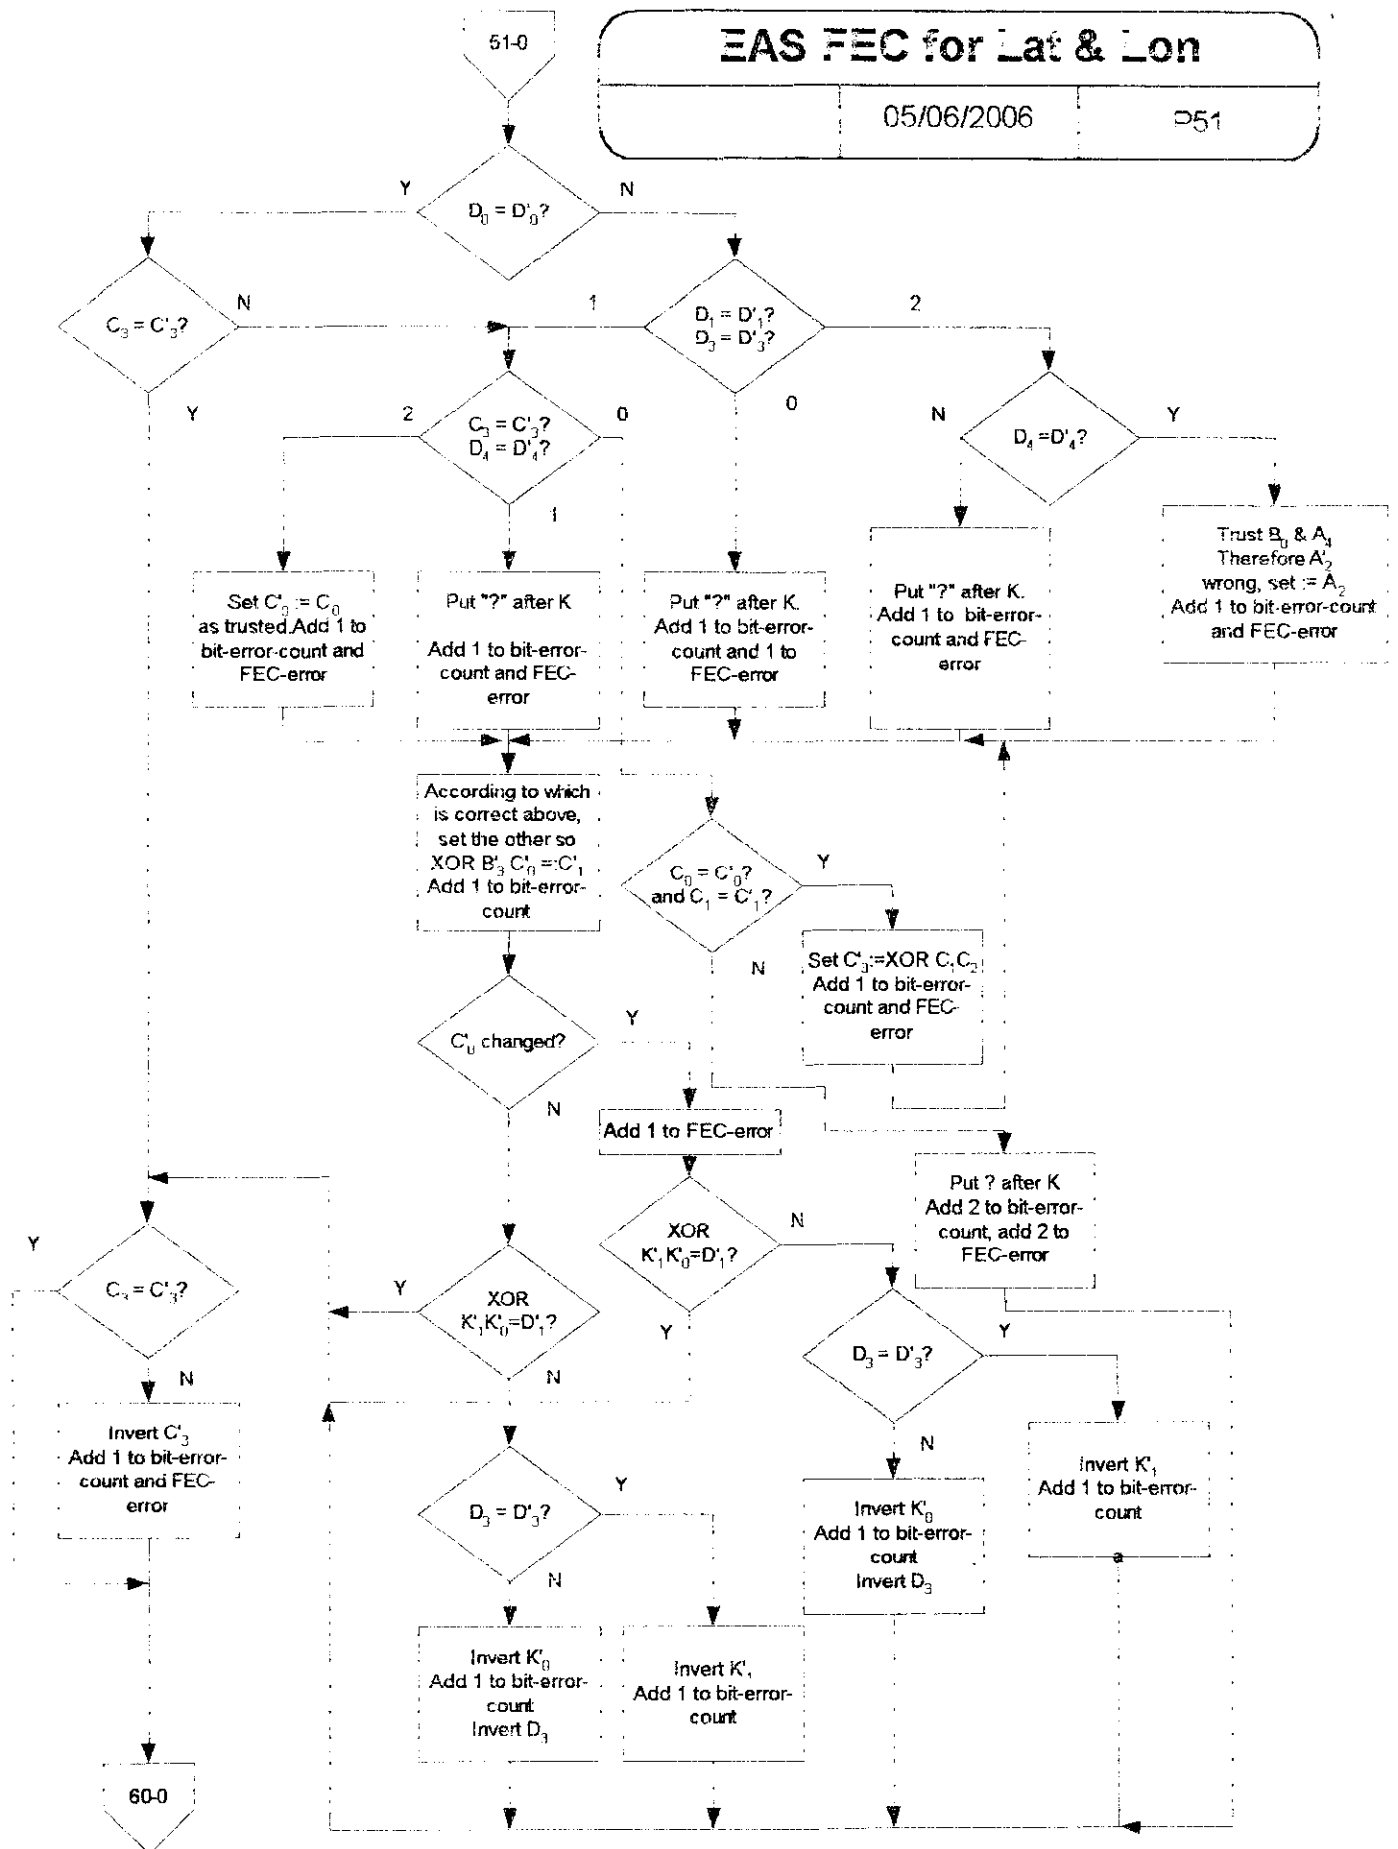 51-0
EAS FEC for Lat & Lon
05/06/2006
P51
Y
N
D₀ = D'₀?
C₃ = C'₃?
N
1
D₁ = D'₁?
D₃ = D'₃?
2
Y
2
C₃ = C'₃?
D₄ = D'₄?
0
0
N
D₄ =D'₄?
Y
1
Set C'₀ := C₀
as trusted.Add 1 to
bit-error-count and
FEC-error
Put "?" after K
Add 1 to bit-error-
count and FEC-
error
Put "?" after K.
Add 1 to bit-error-
count and 1 to
FEC-error
Put "?" after K.
Add 1 to bit-error-
count and FEC-
error
Trust B₀ & A₄
Therefore A'₂
wrong, set := A₂
Add 1 to bit-error-count
and FEC-error
According to which
is correct above,
set the other so
XOR B'₃ C'₀ =:C'₁
Add 1 to bit-error-
count
C₀ = C'₀?
and C₁ = C'₁?
Y
N
Set C'₀:=XOR C₁C₂
Add 1 to bit-error-
count and FEC-
error
C'₀ changed?
Y
N
Add 1 to FEC-error
Put ? after K
Add 2 to bit-error-
count, add 2 to
FEC-error
XOR
K'₁K'₀=D'₁?
N
Y
Y
C₃ = C'₃?
N
Y
XOR
K'₁K'₀=D'₁?
N
D₃ = D'₃?
Y
N
Invert C'₃
Add 1 to bit-error-
count and FEC-
error
D₃ = D'₃?
Y
N
Invert K'₀
Add 1 to bit-error-
count
Invert D₃
Invert K'₁
Add 1 to bit-error-
count
a
Invert K'₀
Add 1 to bit-error-
count
Invert D₃
Invert K'₁
Add 1 to bit-error-
count
60-0